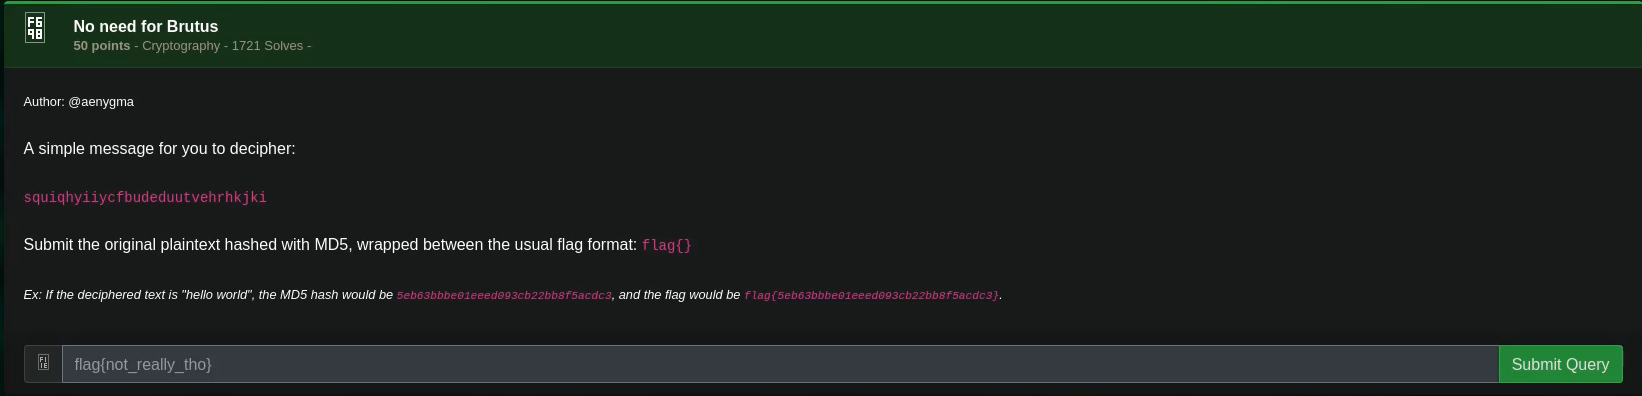 No need for Brutus
50 points - Cryptography - 1721 Solves -
Author: @aenygma
A simple message for you to decipher:
squiqhyiiycfbudeduutvehrhkjki
Submit the original plaintext hashed with MD5, wrapped between the usual flag format: flag{}
Ex: If the deciphered text is "hello world", the MD5 hash would be 5eb63bbbe01eeed093cb22bb8f5acdc3, and the flag would be flag{5eb63bbbe01eeed093cb22bb8f5acdc3}.
flag{not_really_tho}
Submit Query